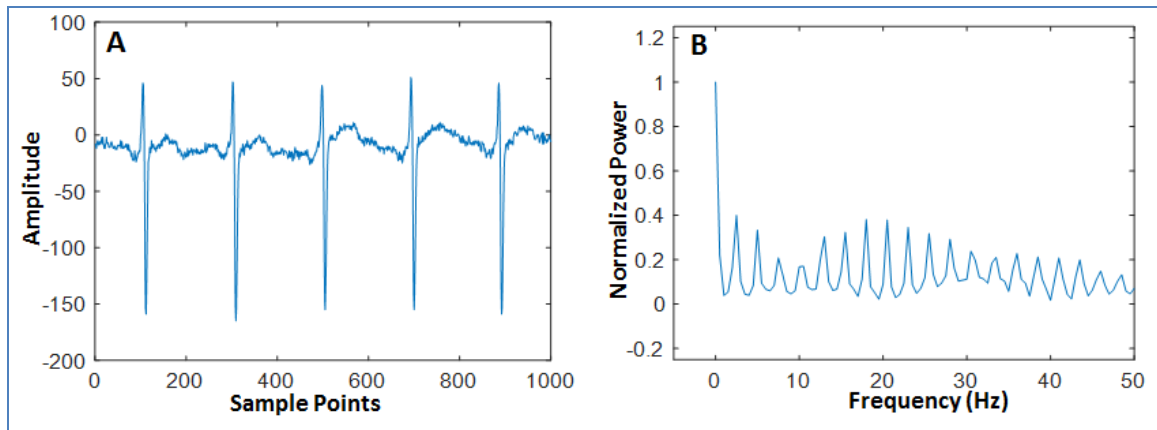 A
100
50
0
-50
-100
-150
-200
Amplitude
0 200 400 600 800 1000
Sample Points
B
1.2
1
0.8
0.6
0.4
0.2
0
-0.2
Normalized Power
0 10 20 30 40 50
Frequency (Hz)